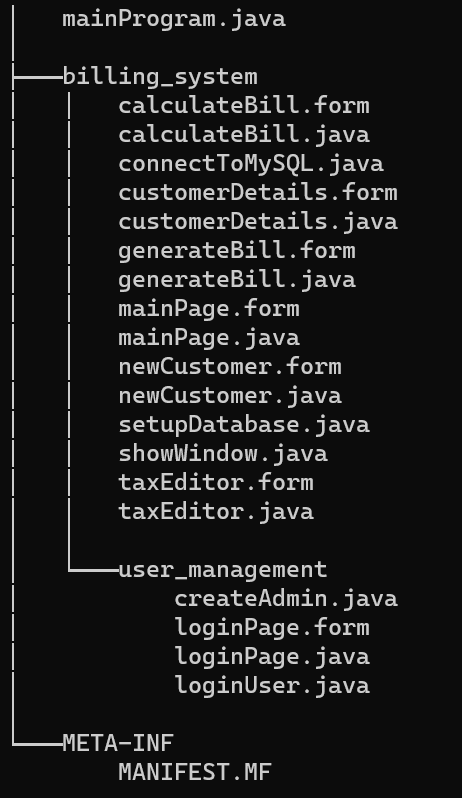 mainProgram.java
billing_system
calculateBill.form
calculateBill.java
connectToMySQL.java
customerDetails.form
customerDetails.java
generateBill.form
generateBill.java
mainPage.form
mainPage.java
newCustomer.form
newCustomer.java
setupDatabase.java
showWindow.java
taxEditor.form
taxEditor.java
user_management
createAdmin.java
loginPage.form
loginPage.java
loginUser.java
META-INF
MANIFEST.MF